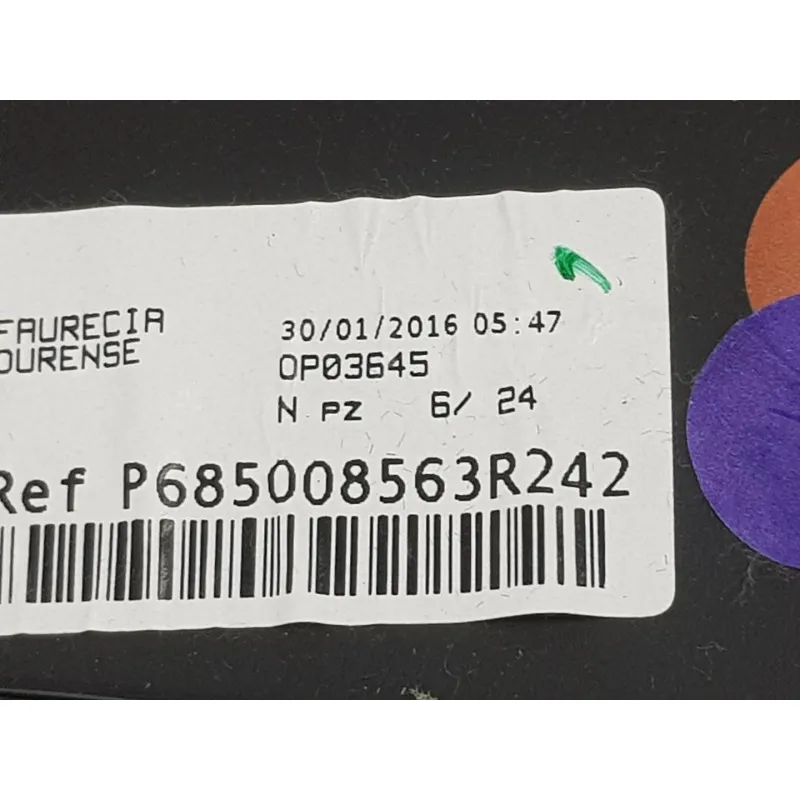 FAURECIA
OURENSE
30/01/2016 05:47
OP03645
N PZ 6/ 24
Ref P685008563R242